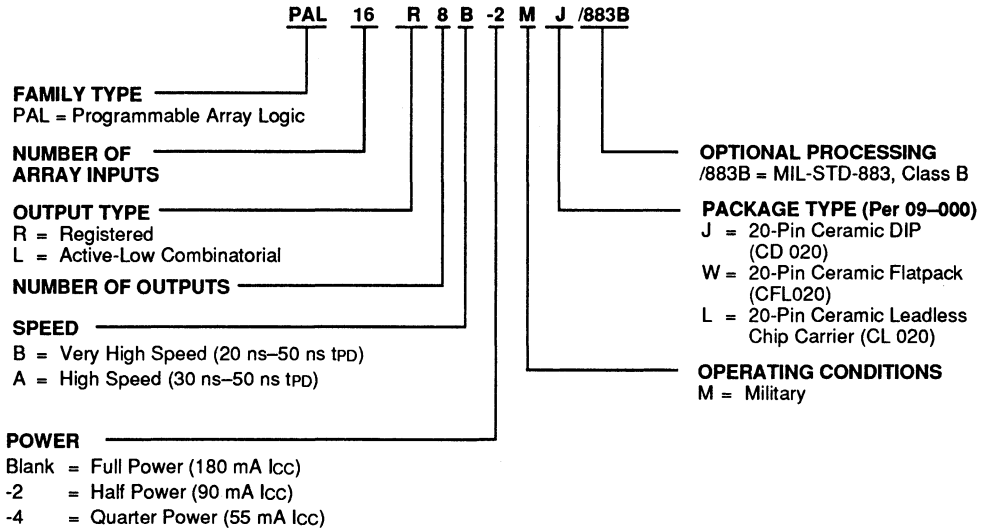 PAL 16 R 8 B -2 M J /883B
FAMILY TYPE
PAL = Programmable Array Logic
NUMBER OF
ARRAY INPUTS
OUTPUT TYPE
R = Registered
L = Active-Low Combinatorial
NUMBER OF OUTPUTS
SPEED
B = Very High Speed (20 ns–50 ns tPD)
A = High Speed (30 ns–50 ns tPD)
POWER
Blank = Full Power (180 mA ICC)
-2 = Half Power (90 mA ICC)
-4 = Quarter Power (55 mA ICC)
OPTIONAL PROCESSING
/883B = MIL-STD-883, Class B
PACKAGE TYPE (Per 09–000)
J = 20-Pin Ceramic DIP
(CD 020)
W = 20-Pin Ceramic Flatpack
(CFL020)
L = 20-Pin Ceramic Leadless
Chip Carrier (CL 020)
OPERATING CONDITIONS
M = Military